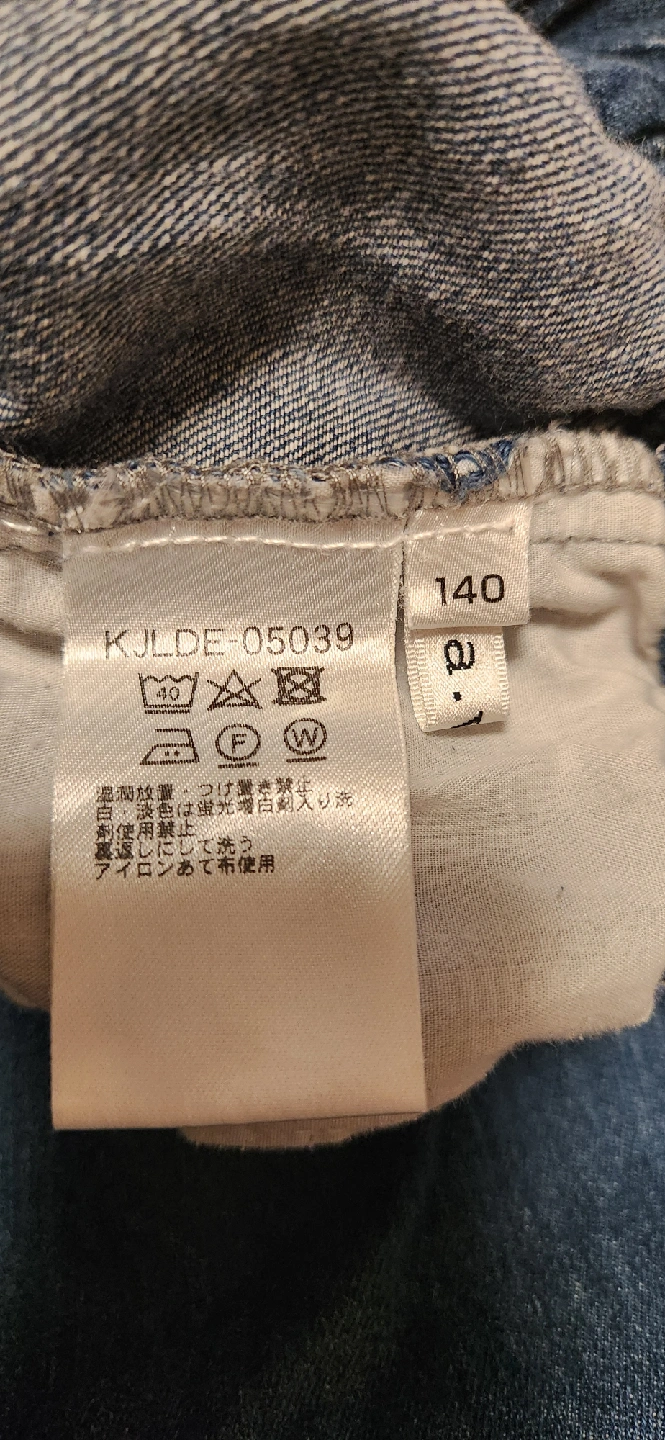 140
a.
KJLDE-05039
40
F
W
湿潤放置・つけ置き禁止
白・淡色は蛍光増白剤入り洗
剤使用禁止
裏返しにして洗う
アイロンあて布使用